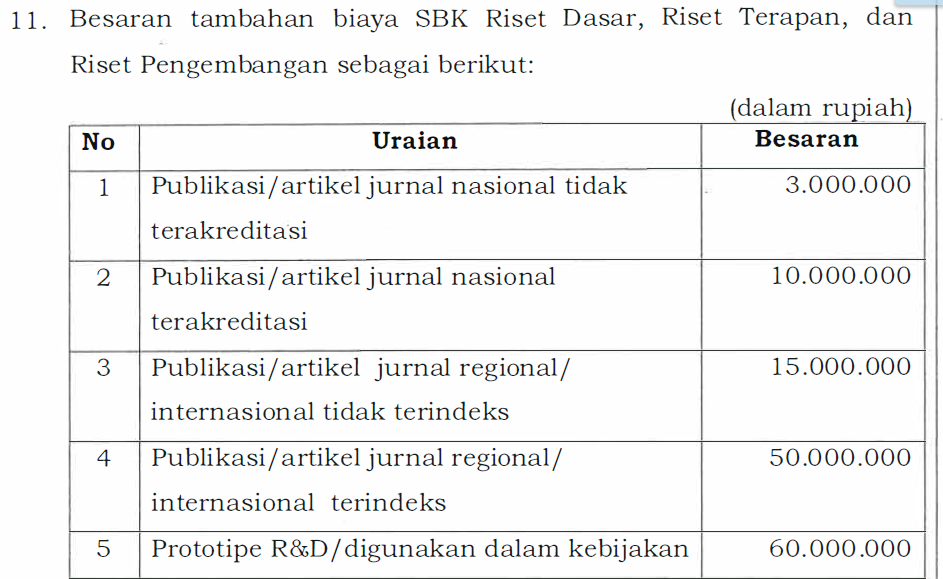 11. Besaran tambahan biaya SBK Riset Dasar, Riset Terapan, dan
Riset Pengembangan sebagai berikut:
(dalam rupiah)
No Uraian Besaran
1 Publikasi/artikel jurnal nasional tidak 3.000.000
terakreditasi
2 Publikasi/artikel jurnal nasional 10.000.000
terakreditasi
3 Publikasi/artikel jurnal regional/ 15.000.000
internasional tidak terindeks
4 Publikasi/artikel jurnal regional/ 50.000.000
internasional terindeks
5 Prototipe R&D/digunakan dalam kebijakan 60.000.000